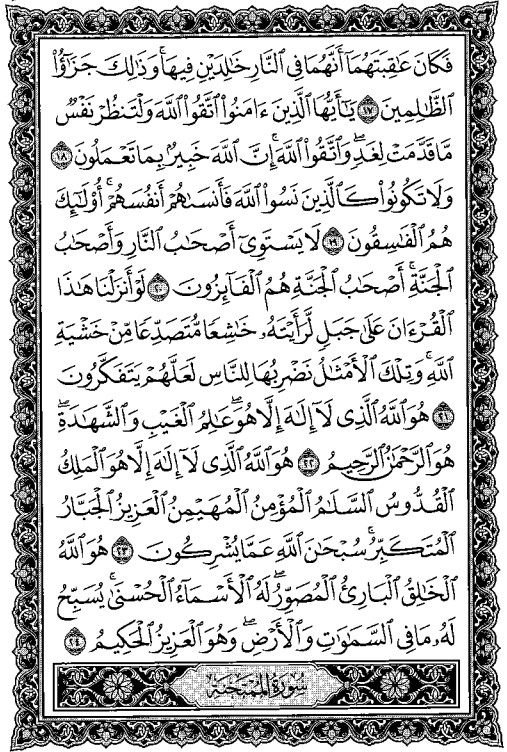 فَكَانَ عَٰقِبَتَهُمَآ أَنَّهُمَا فِى ٱلنَّارِ خَٰلِدَيْنِ فِيهَا ۚ وَذَٰلِكَ جَزَٰٓؤُا۟
ٱلظَّٰلِمِينَ ١٧ يَٰٓأَيُّهَا ٱلَّذِينَ ءَامَنُوا۟ ٱتَّقُوا۟ ٱللَّهَ وَلْتَنظُرْ نَفْسٌ
مَّا قَدَّمَتْ لِغَدٍ ۖ وَٱتَّقُوا۟ ٱللَّهَ ۚ إِنَّ ٱللَّهَ خَبِيرٌۢ بِمَا تَعْمَلُونَ ١٨
وَلَا تَكُونُوا۟ كَٱلَّذِينَ نَسُوا۟ ٱللَّهَ فَأَنسَىٰهُمْ أَنفُسَهُمْ ۚ أُو۟لَٰٓئِكَ
هُمُ ٱلْفَٰسِقُونَ ١٩ لَا يَسْتَوِىٓ أَصْحَٰبُ ٱلنَّارِ وَأَصْحَٰبُ
ٱلْجَنَّةِ ۚ أَصْحَٰبُ ٱلْجَنَّةِ هُمُ ٱلْفَآئِزُونَ ٢٠ لَوْ أَنزَلْنَا هَٰذَا
ٱلْقُرْءَانَ عَلَىٰ جَبَلٍ لَّرَأَيْتَهُۥ خَٰشِعًا مُّتَصَدِّعًا مِّنْ خَشْيَةِ
ٱللَّهِ ۚ وَتِلْكَ ٱلْأَمْثَٰلُ نَضْرِبُهَا لِلنَّاسِ لَعَلَّهُمْ يَتَفَكَّرُونَ
٢١ هُوَ ٱللَّهُ ٱلَّذِى لَآ إِلَٰهَ إِلَّا هُوَ ۖ عَٰلِمُ ٱلْغَيْبِ وَٱلشَّهَٰدَةِ ۖ
هُوَ ٱلرَّحْمَٰنُ ٱلرَّحِيمُ ٢٢ هُوَ ٱللَّهُ ٱلَّذِى لَآ إِلَٰهَ إِلَّا هُوَ ٱلْمَلِكُ
ٱلْقُدُّوسُ ٱلسَّلَٰمُ ٱلْمُؤْمِنُ ٱلْمُهَيْمِنُ ٱلْعَزِيزُ ٱلْجَبَّارُ
ٱلْمُتَكَبِّرُ ۚ سُبْحَٰنَ ٱللَّهِ عَمَّا يُشْرِكُونَ ٢٣ هُوَ ٱللَّهُ
ٱلْخَٰلِقُ ٱلْبَارِئُ ٱلْمُصَوِّرُ ۖ لَهُ ٱلْأَسْمَآءُ ٱلْحُسْنَىٰ ۚ يُسَبِّحُ
لَهُۥ مَا فِى ٱلسَّمَٰوَٰتِ وَٱلْأَرْضِ ۖ وَهُوَ ٱلْعَزِيزُ ٱلْحَكِيمُ ٢٤
سُورَةُ الْمُمْتَحنَةِ